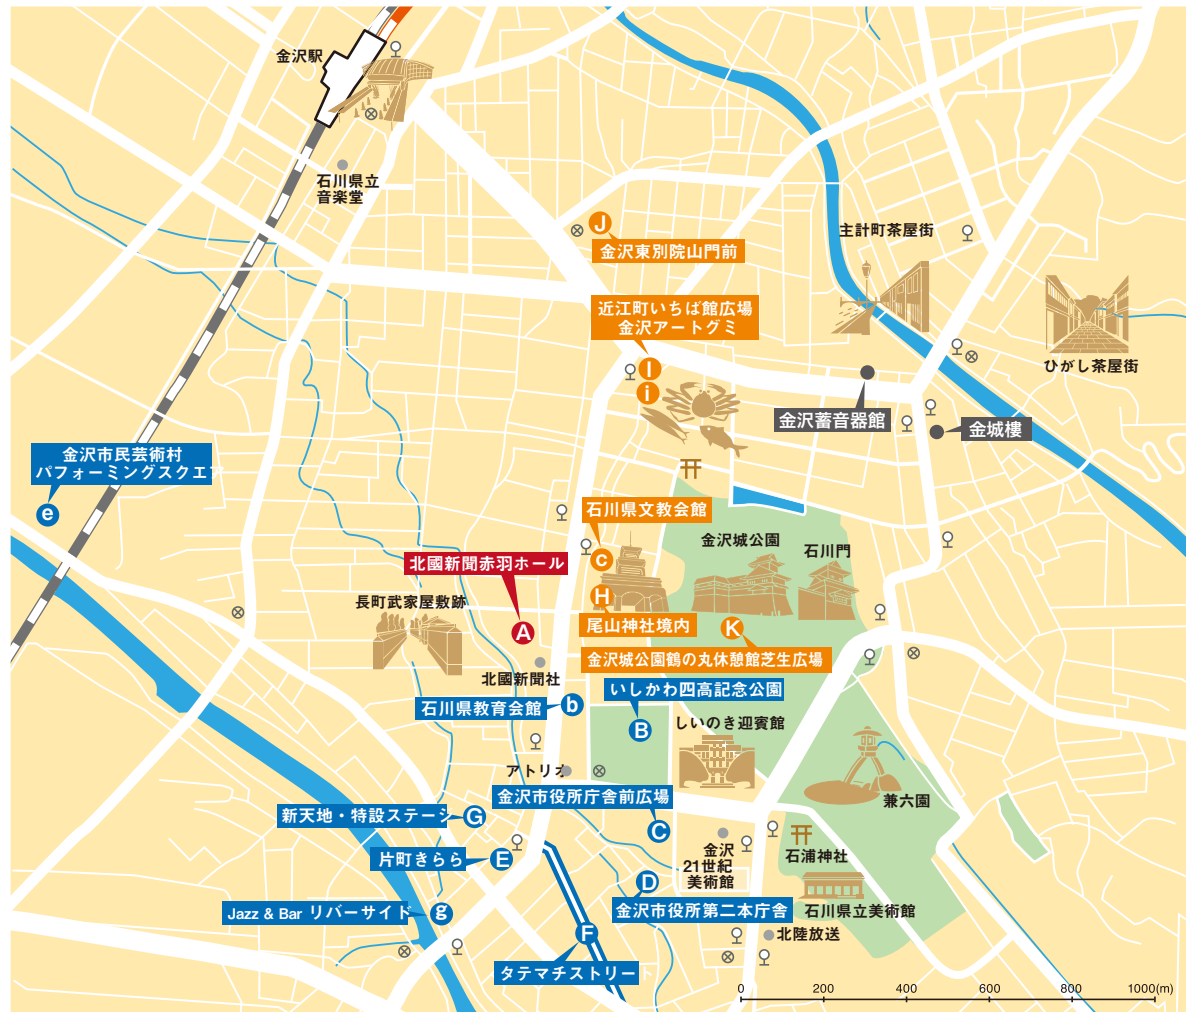 金沢駅
石川県立
音楽堂
J
金沢東別院山門前
主計町茶屋街
近江町いちば館広場
金沢アートグミ
I
i
ひがし茶屋街
金沢蓄音器館
金城樓
金沢市民芸術村
パフォーミングスクエア
e
石川県文教会館
c
金沢城公園
石川門
北國新聞赤羽ホール
A
長町武家屋敷跡
H
尾山神社境内
K
金沢城公園鶴の丸休憩館芝生広場
北國新聞社
いしかわ四高記念公園
石川県教育会館
b
B
しいのき迎賓館
アトリオ
金沢市役所庁舎前広場
C
兼六園
新天地・特設ステージ
G
片町きらら
E
金沢
21世紀
美術館
石浦神社
D
金沢市役所第二本庁舎
石川県立美術館
Jazz & Bar リバーサイド
g
F
北陸放送
タテマチストリート
0 200 400 600 800 1000(m)